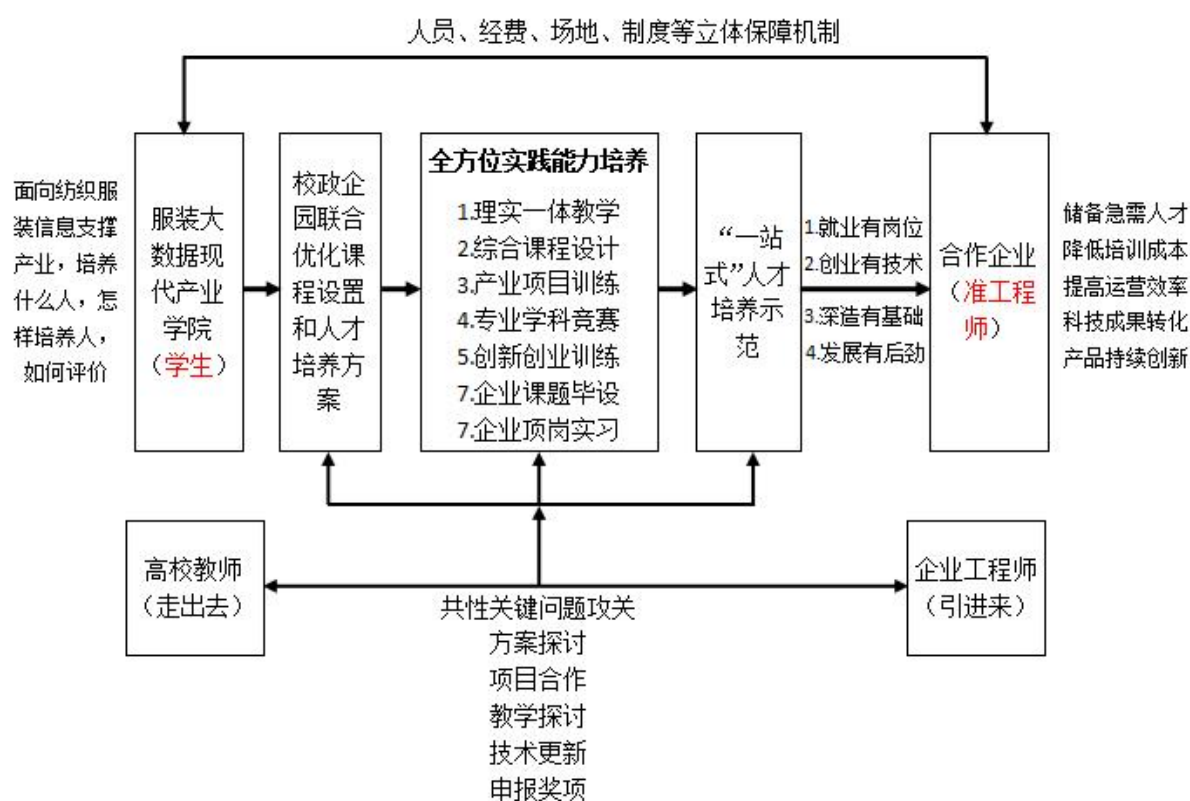 人员、经费、场地、制度等立体保障机制
面向纺织服
装信息支撑
产业，培养
什么人，怎
样培养人，
如何评价
服装大
数据现
代产业
学院
（学生）
校政企
园联合
优化课
程设置
和人才
培养方
案
全方位实践能力培养
1.理实一体教学
2.综合课程设计
3.产业项目训练
4.专业学科竞赛
5.创新创业训练
7.企业课题毕设
7.企业顶岗实习
“一站
式”人才
培养示
范
1.就业有岗位
2.创业有技术
3.深造有基础
4.发展有后劲
合作企业
（准工程
师）
储备急需人才
降低培训成本
提高运营效率
科技成果转化
产品持续创新
高校教师
（走出去）
企业工程师
（引进来）
共性关键问题攻关
方案探讨
项目合作
教学探讨
技术更新
申报奖项